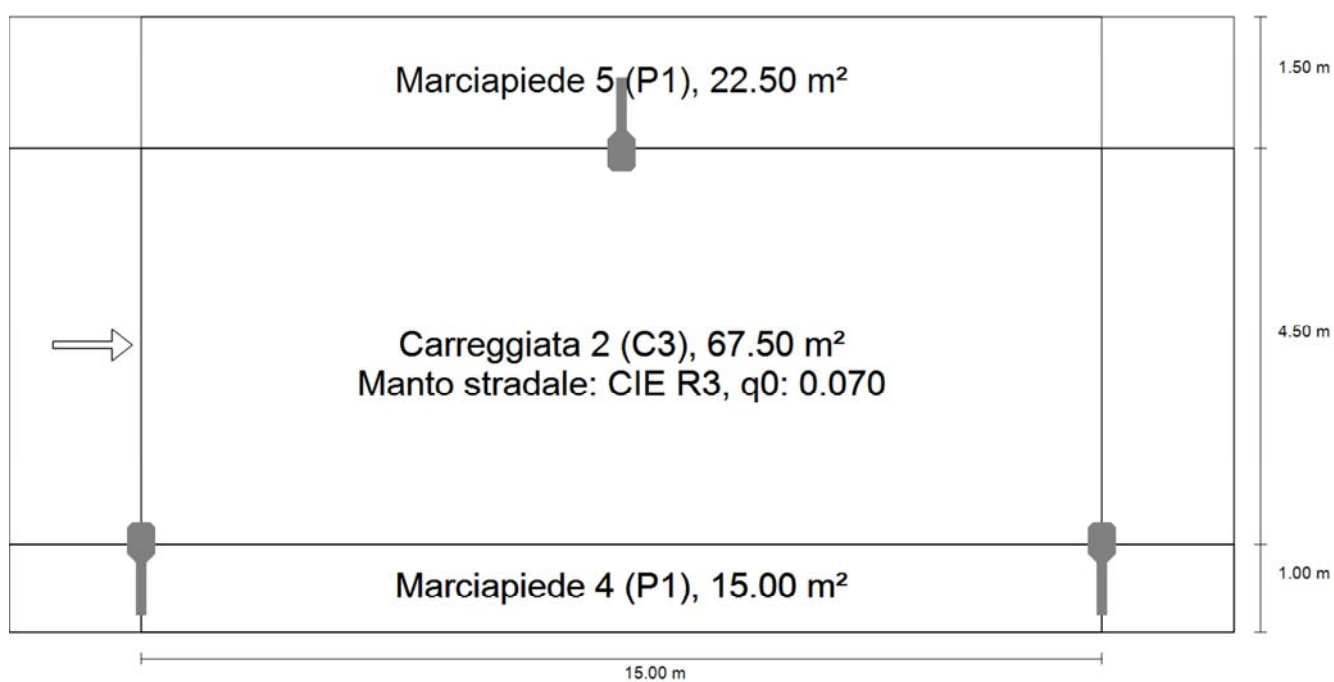 Marciapiede 5 (P1), 22.50 m²
1.50 m
Carreggiata 2 (C3), 67.50 m²
Manto stradale: CIE R3, q0: 0.070
4.50 m
Marciapiede 4 (P1), 15.00 m²
1.00 m
15.00 m